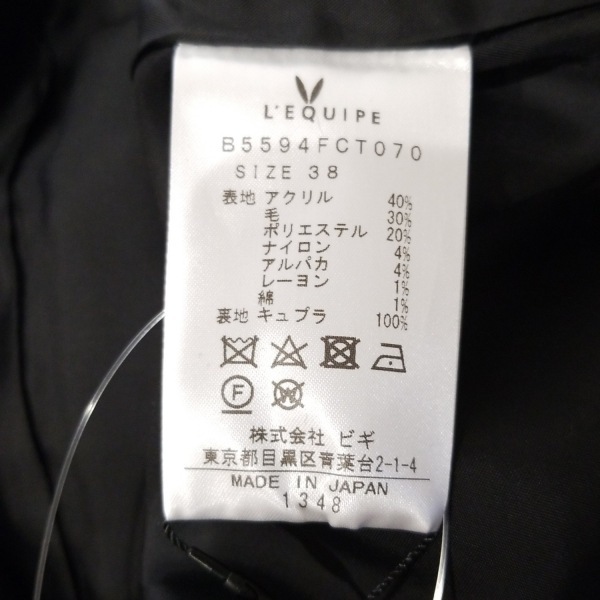 L'EQUIPE
B5594FCT070
SIZE 38
表地 アクリル 40%
毛 30%
ポリエステル 20%
ナイロン 4%
アルパカ 4%
レーヨン 1%
綿 1%
裏地 キュプラ 100%
F W
株式会社 ビギ
東京都目黒区青葉台2-1-4
MADE IN JAPAN
1348